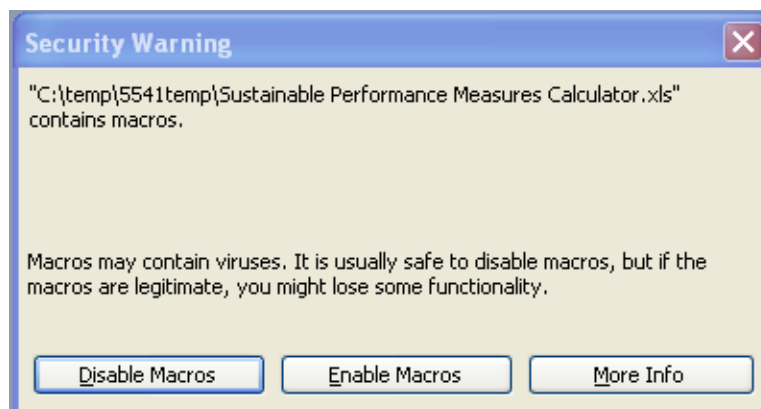 Security Warning
"C:\temp\5541temp\Sustainable Performance Measures Calculator.xls"
contains macros.
Macros may contain viruses. It is usually safe to disable macros, but if the
macros are legitimate, you might lose some functionality.
Disable Macros
Enable Macros
More Info